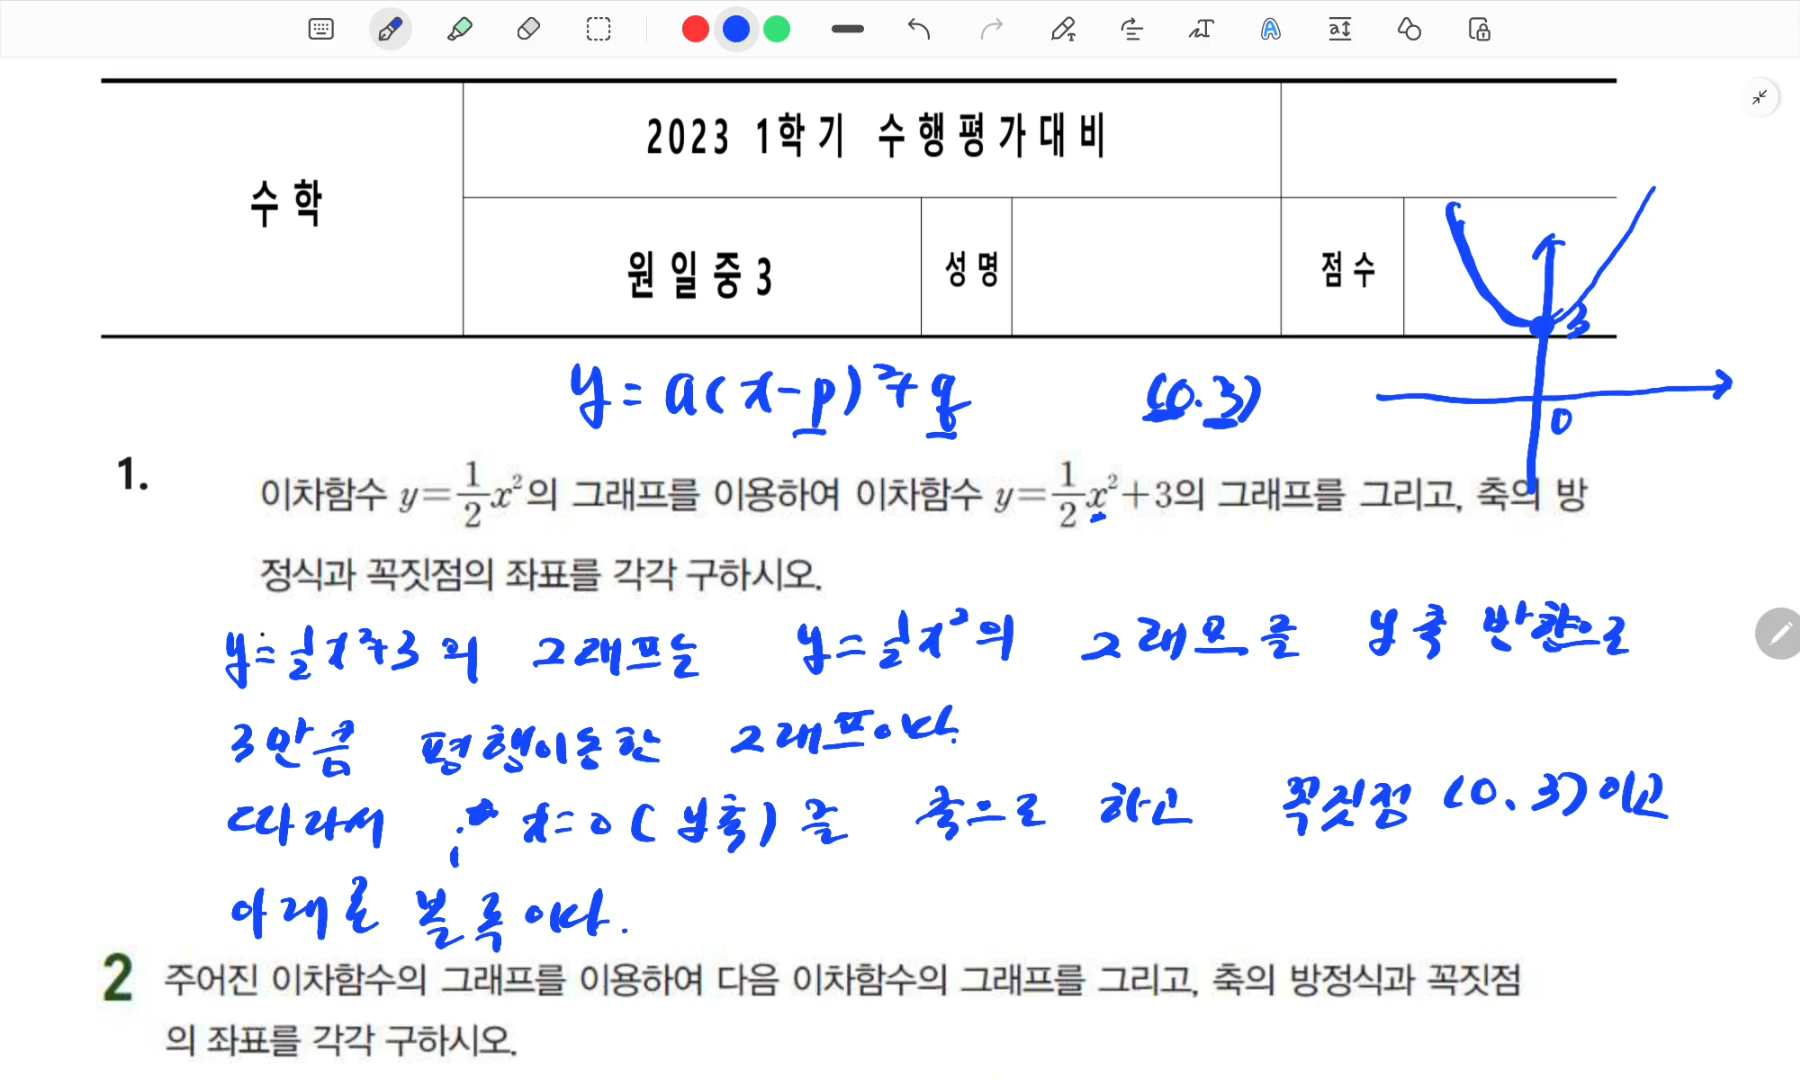 2023 1학기 수행평가대비
수학
원일중3
성명
점수
3
y = a(x-p)²+q
(0.3)
0
1.
이차함수 y=1/2x²의 그래프를 이용하여 이차함수 y=1/2x²+3의 그래프를 그리고, 축의 방
정식과 꼭짓점의 좌표를 각각 구하시오.
y=1/2x²+3의 그래프는 y=1/2x²의 그래프를 y축 방향으로
3만큼 평행이동한 그래프이다.
따라서 x=0(y축)을 축으로 하고 꼭짓점 (0.3)이고
아래로 볼록이다.
2 주어진 이차함수의 그래프를 이용하여 다음 이차함수의 그래프를 그리고, 축의 방정식과 꼭짓점
의 좌표를 각각 구하시오.